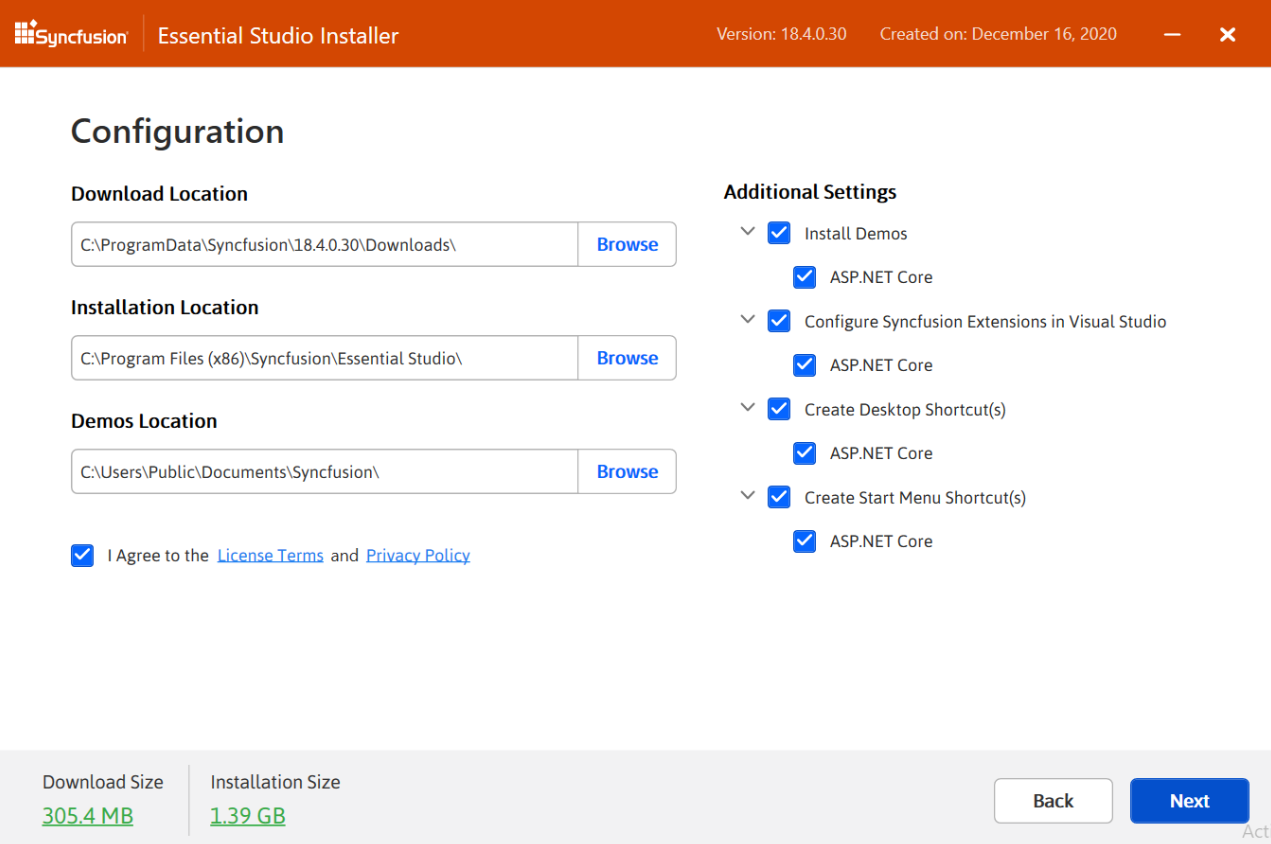 Syncfusion Essential Studio Installer Version: 18.4.0.30 Created on: December 16, 2020
Configuration
Download Location
C:\ProgramData\Syncfusion\18.4.0.30\Downloads\ Browse
Installation Location
C:\Program Files (x86)\Syncfusion\Essential Studio\ Browse
Demos Location
C:\Users\Public\Documents\Syncfusion\ Browse
I Agree to the License Terms and Privacy Policy
Additional Settings
Install Demos
ASP.NET Core
Configure Syncfusion Extensions in Visual Studio
ASP.NET Core
Create Desktop Shortcut(s)
ASP.NET Core
Create Start Menu Shortcut(s)
ASP.NET Core
Download Size
305.4 MB
Installation Size
1.39 GB
Back
Next
Act